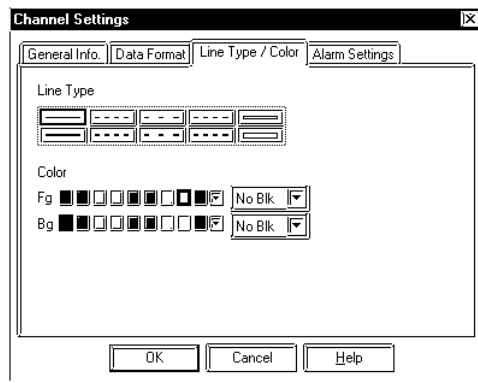 Channel Settings
General Info. Data Format Line Type / Color Alarm Settings
Line Type
Color
Fg No Blk
Bg No Blk
OK Cancel Help